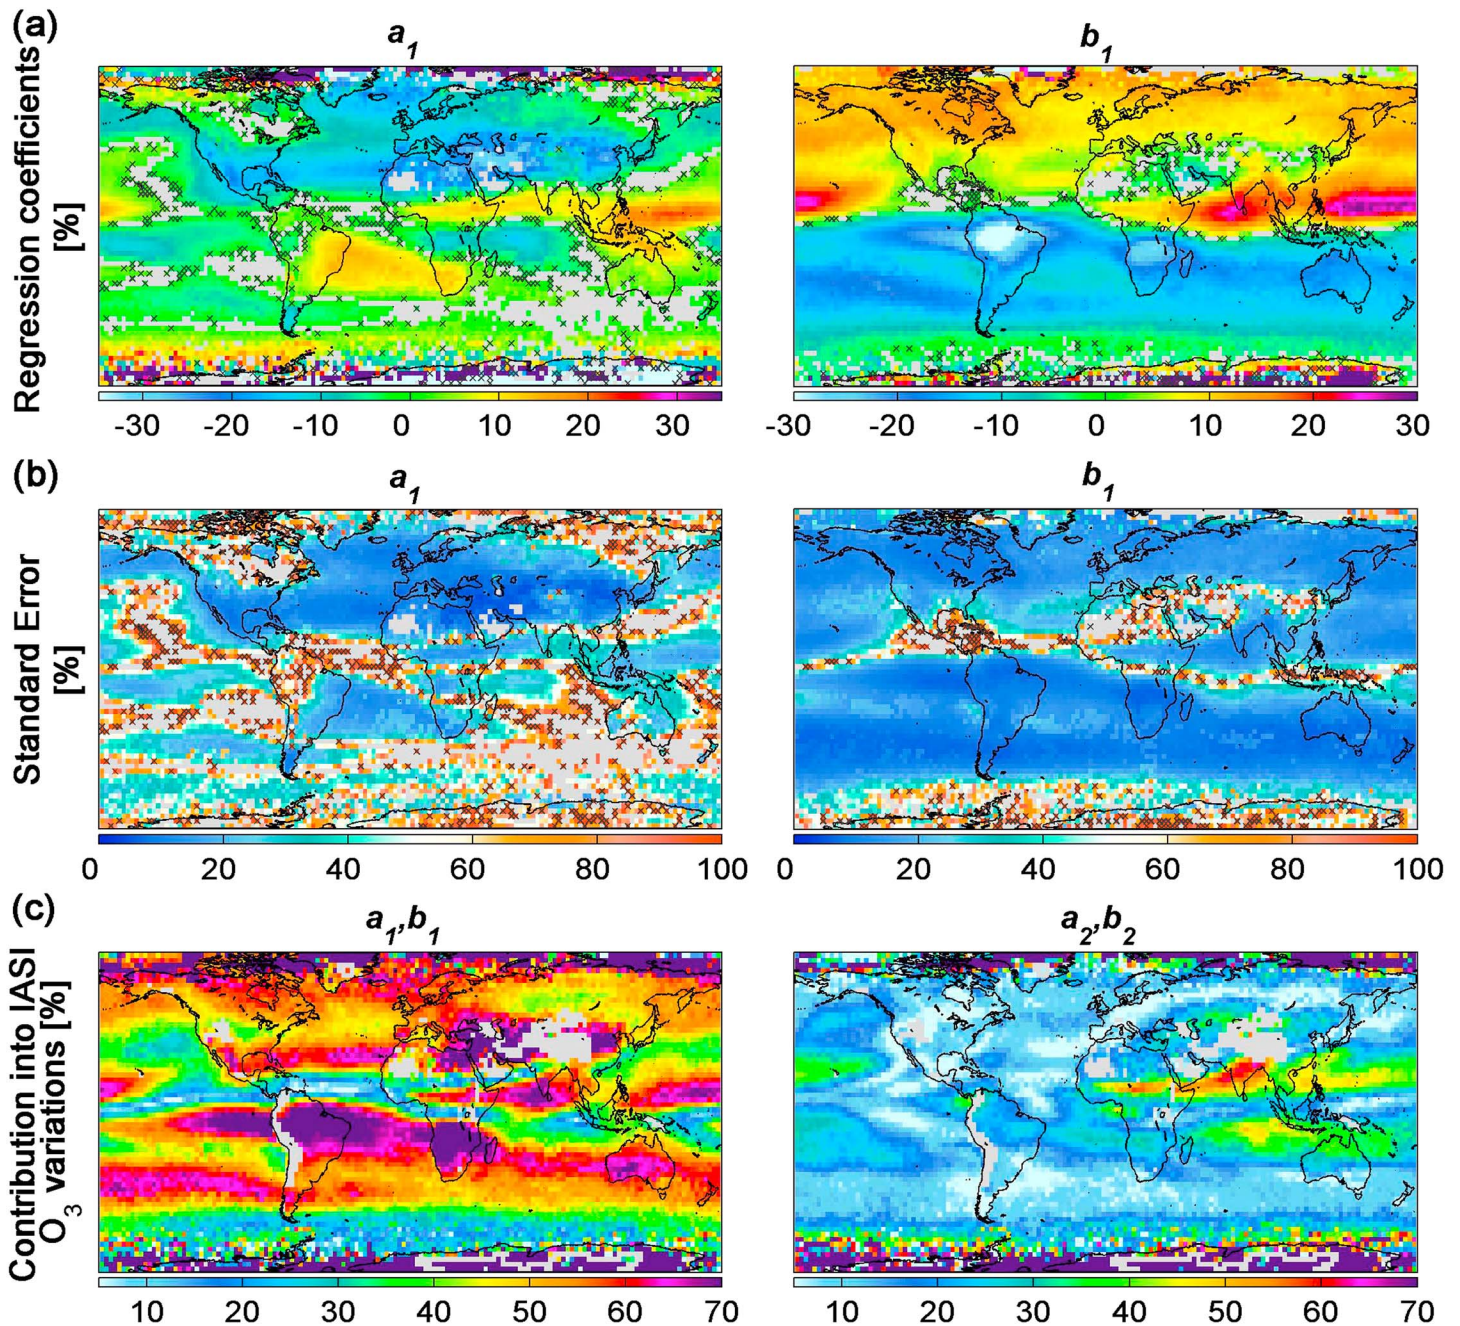 (a)
a1
b1
Regression coefficients
[%]
-30 -20 -10 0 10 20 30
-30 -20 -10 0 10 20 30
(b)
a1
b1
Standard Error
[%]
0 20 40 60 80 100
0 20 40 60 80 100
(c)
a1,b1
a2,b2
Contribution into IASI
O3 variations [%]
10 20 30 40 50 60 70
10 20 30 40 50 60 70